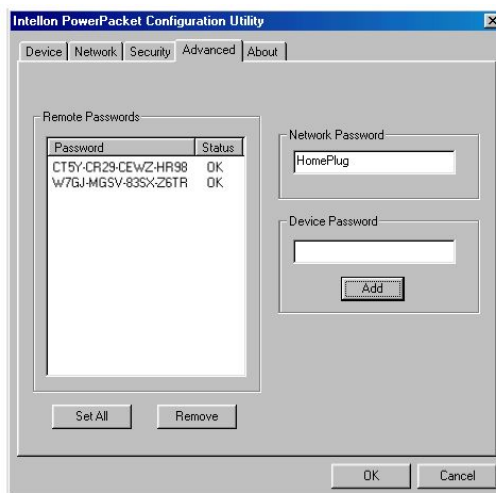 Intellon PowerPacket Configuration Utility
Device Network Security Advanced About
Remote Passwords
Password Status
CT5Y-CR29-CEWZ-HR98 OK
W7GJ-MGSV-83SX-Z6TR OK
Set All Remove
Network Password
HomePlug
Device Password
Add
OK Cancel